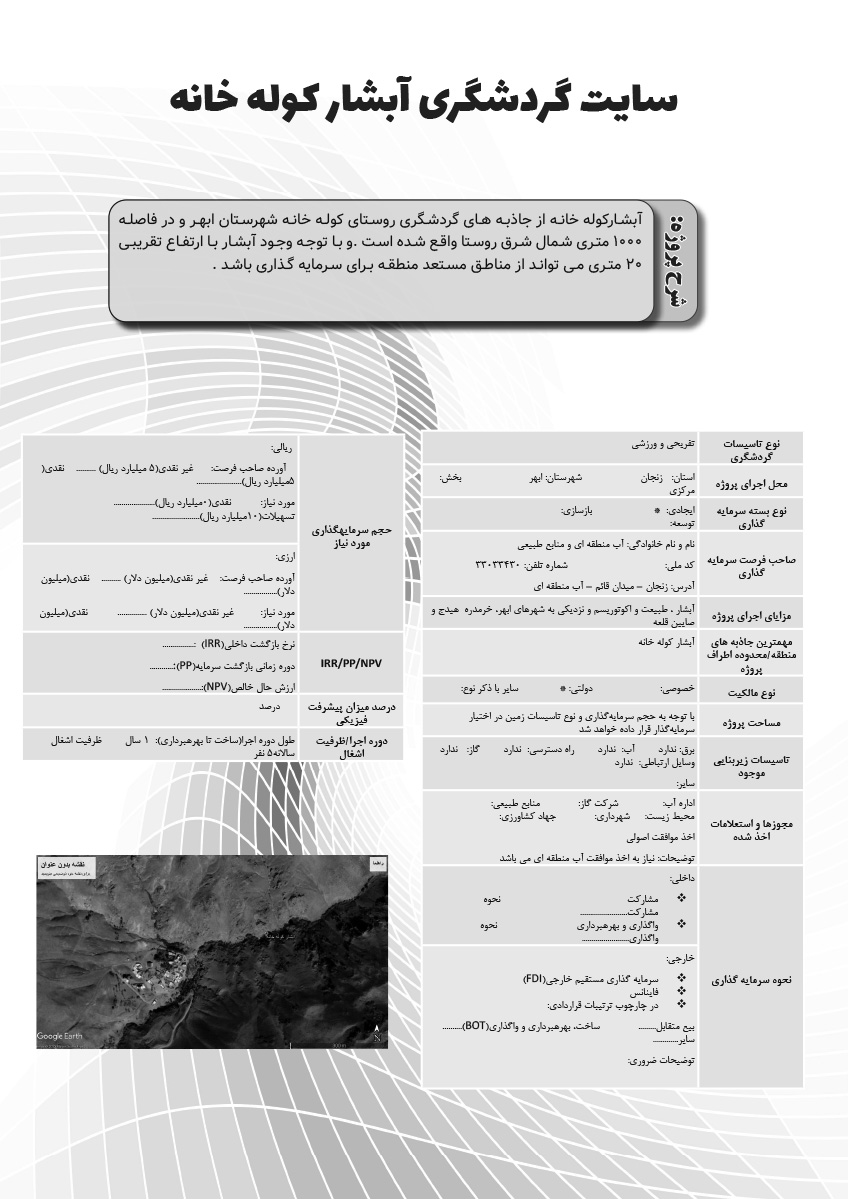 سایت گردشگری آبشار کوله خانه
شرح پروژه:
آبشارکوله خانه از جاذبه های گردشگری روستای کوله خانه شهرستان ابهر و در فاصله
۱۰۰۰ متری شمال شرق روستا واقع شده است .و با توجه وجود آبشار با ارتفاع تقریبی
۲۰ متری می تواند از مناطق مستعد منطقه برای سرمایه گذاری باشد .
نوع تاسیسات
گردشگری
تفریحی و ورزشی
محل اجرای پروژه
استان: زنجان شهرستان: ابهر بخش:
مرکزی
نوع بسته سرمایه
گذاری
ایجادی: * بازسازی:
توسعه:
صاحب فرصت سرمایه
گذاری
نام و نام خانوادگی: آب منطقه ای و منابع طبیعی
کد ملی: شماره تلفن: ۳۳۰۳۳۴۳۰
آدرس: زنجان – میدان قائم – آب منطقه ای
مزایای اجرای پروژه
آبشار ، طبیعت و اکوتوریسم و نزدیکی به شهرهای ابهر، خرمدره هیدج و
صایین قلعه
مهمترین جاذبه های
منطقه/محدوده اطراف
پروژه
آبشار کوله خانه
نوع مالکیت
خصوصی: دولتی: * سایر با ذکر نوع:
مساحت پروژه
با توجه به حجم سرمایه‌گذاری و نوع تاسیسات زمین در اختیار
سرمایه‌گذار قرار داده خواهد شد
تاسیسات زیربنایی
موجود
برق: ندارد آب: ندارد راه دسترسی: ندارد گاز: ندارد
وسایل ارتباطی: ندارد
سایر:
مجوزها و استعلامات
اخذ شده
اداره آب: شرکت گاز: منابع طبیعی:
محیط زیست: شهرداری: جهاد کشاورزی:
اخذ موافقت اصولی
توضیحات: نیاز به اخذ موافقت آب منطقه ای می باشد
نحوه سرمایه گذاری
داخلی:
❖ مشارکت نحوه
مشارکت........................
❖ واگذاری و بهره‌برداری نحوه
واگذاری........................
خارجی:
❖ سرمایه گذاری مستقیم خارجی(FDI)
❖ فاینانس
❖ در چارچوب ترتیبات قراردادی:
بیع متقابل......... ساخت، بهره‌برداری و واگذاری(BOT)..........
سایر.............
توضیحات ضروری:
حجم سرمایه‌گذاری
مورد نیاز
ریالی:
آورده صاحب فرصت: غیر نقدی(۵ میلیارد ریال) .......... نقدی(
۵میلیارد ریال).......................
مورد نیاز: نقدی(۰میلیارد ریال).....................
تسهیلات(۱۰میلیارد ریال)........................
ارزی:
آورده صاحب فرصت: غیر نقدی(میلیون دلار) .......... نقدی(میلیون
دلار).................
مورد نیاز: غیر نقدی(میلیون دلار) ............... نقدی(میلیون
دلار).................
IRR/PP/NPV
نرخ بازگشت داخلی(IRR) :................
دوره زمانی بازگشت سرمایه(PP):............
ارزش حال خالص(NPV):....................
درصد میزان پیشرفت
فیزیکی
درصد
دوره اجرا/ظرفیت
اشغال
طول دوره اجرا(ساخت تا بهره‌برداری): ۱ سال ظرفیت اشغال
سالانه۵ نفر
نقشه بدون عنوان
راهنما
Google Earth